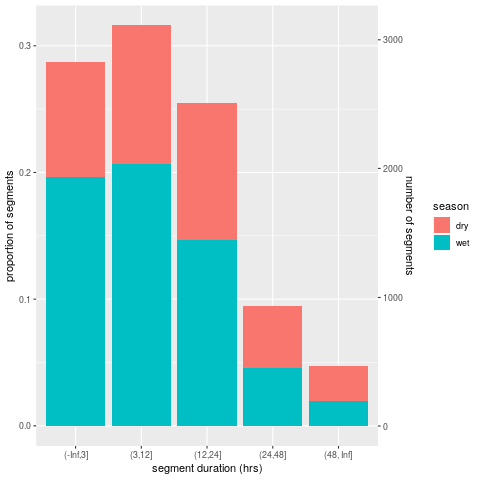 proportion of segments
0.3
0.2
0.1
0.0
3000
2000
1000
0
number of segments
(-Inf,3]
(3,12]
(12,24]
(24,48]
(48, Inf]
segment duration (hrs)
season
dry
wet